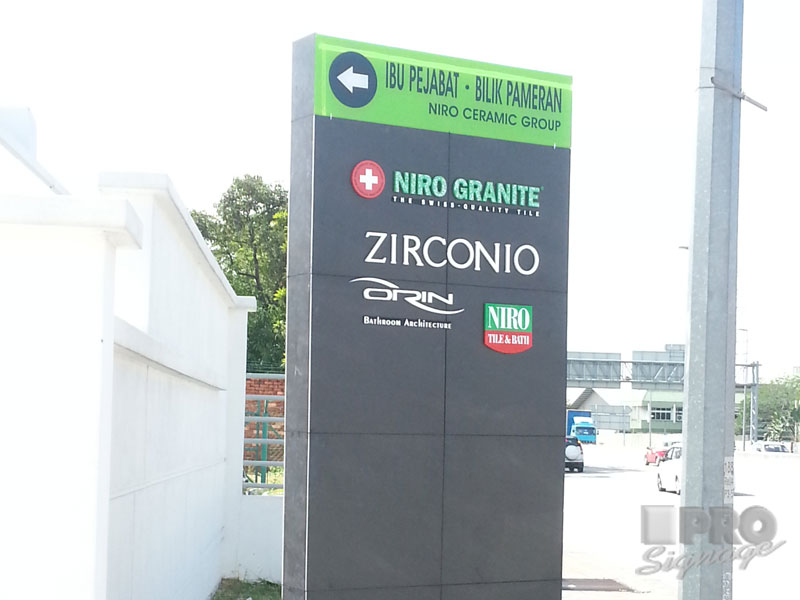 IBU PEJABAT · BILIK PAMERAN
NIRO CERAMIC GROUP
NIRO GRANITE
THE SWISS-QUALITY TILE
ZIRCONIO
ORIN
BATHROOM ARCHITECTURE
NIRO
TILE & BATH
PRO
Signage